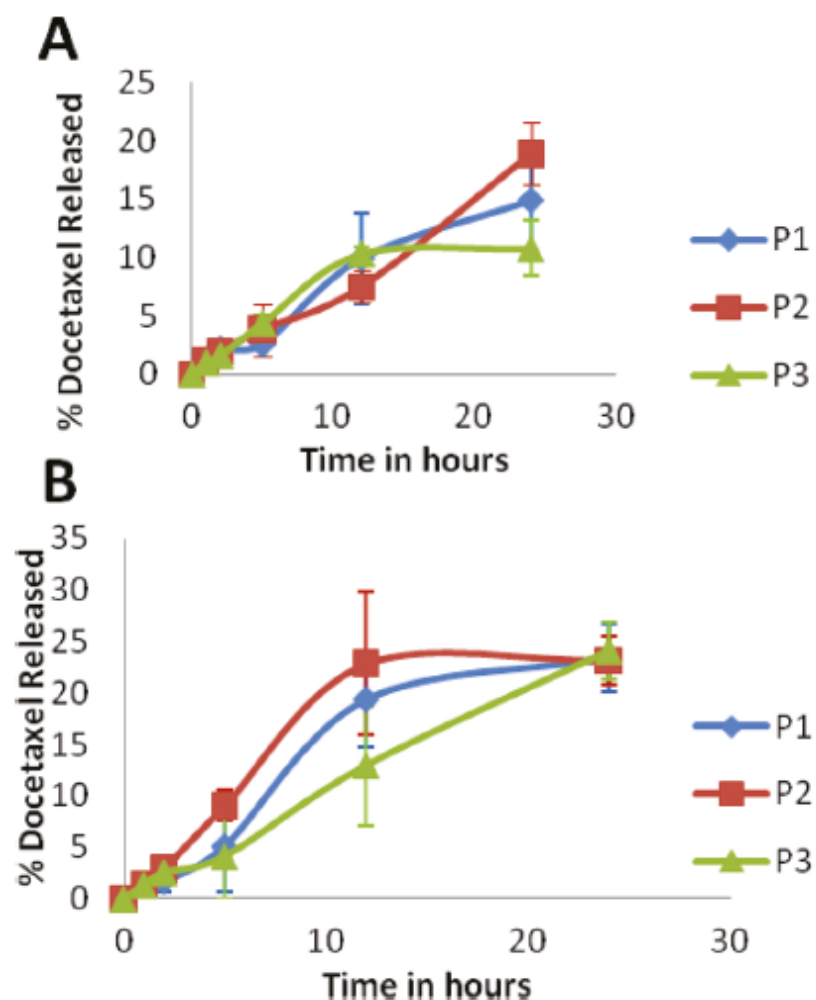 A
% Docetaxel Released
25
20
15
10
5
0
0 10 20 30
Time in hours
P1
P2
P3
B
% Docetaxel Released
35
30
25
20
15
10
5
0
0 10 20 30
Time in hours
P1
P2
P3